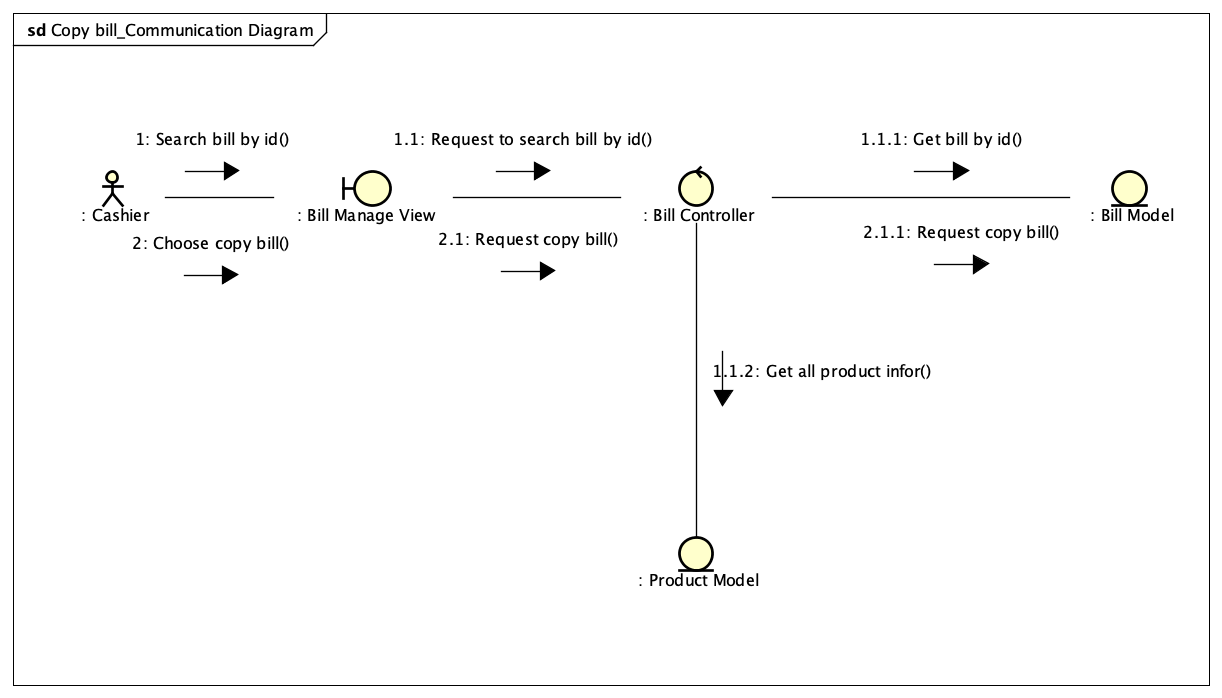 sd Copy bill_Communication Diagram
1: Search bill by id()
1.1: Request to search bill by id()
1.1.1: Get bill by id()
: Cashier
: Bill Manage View
: Bill Controller
: Bill Model
2: Choose copy bill()
2.1: Request copy bill()
2.1.1: Request copy bill()
1.1.2: Get all product infor()
: Product Model